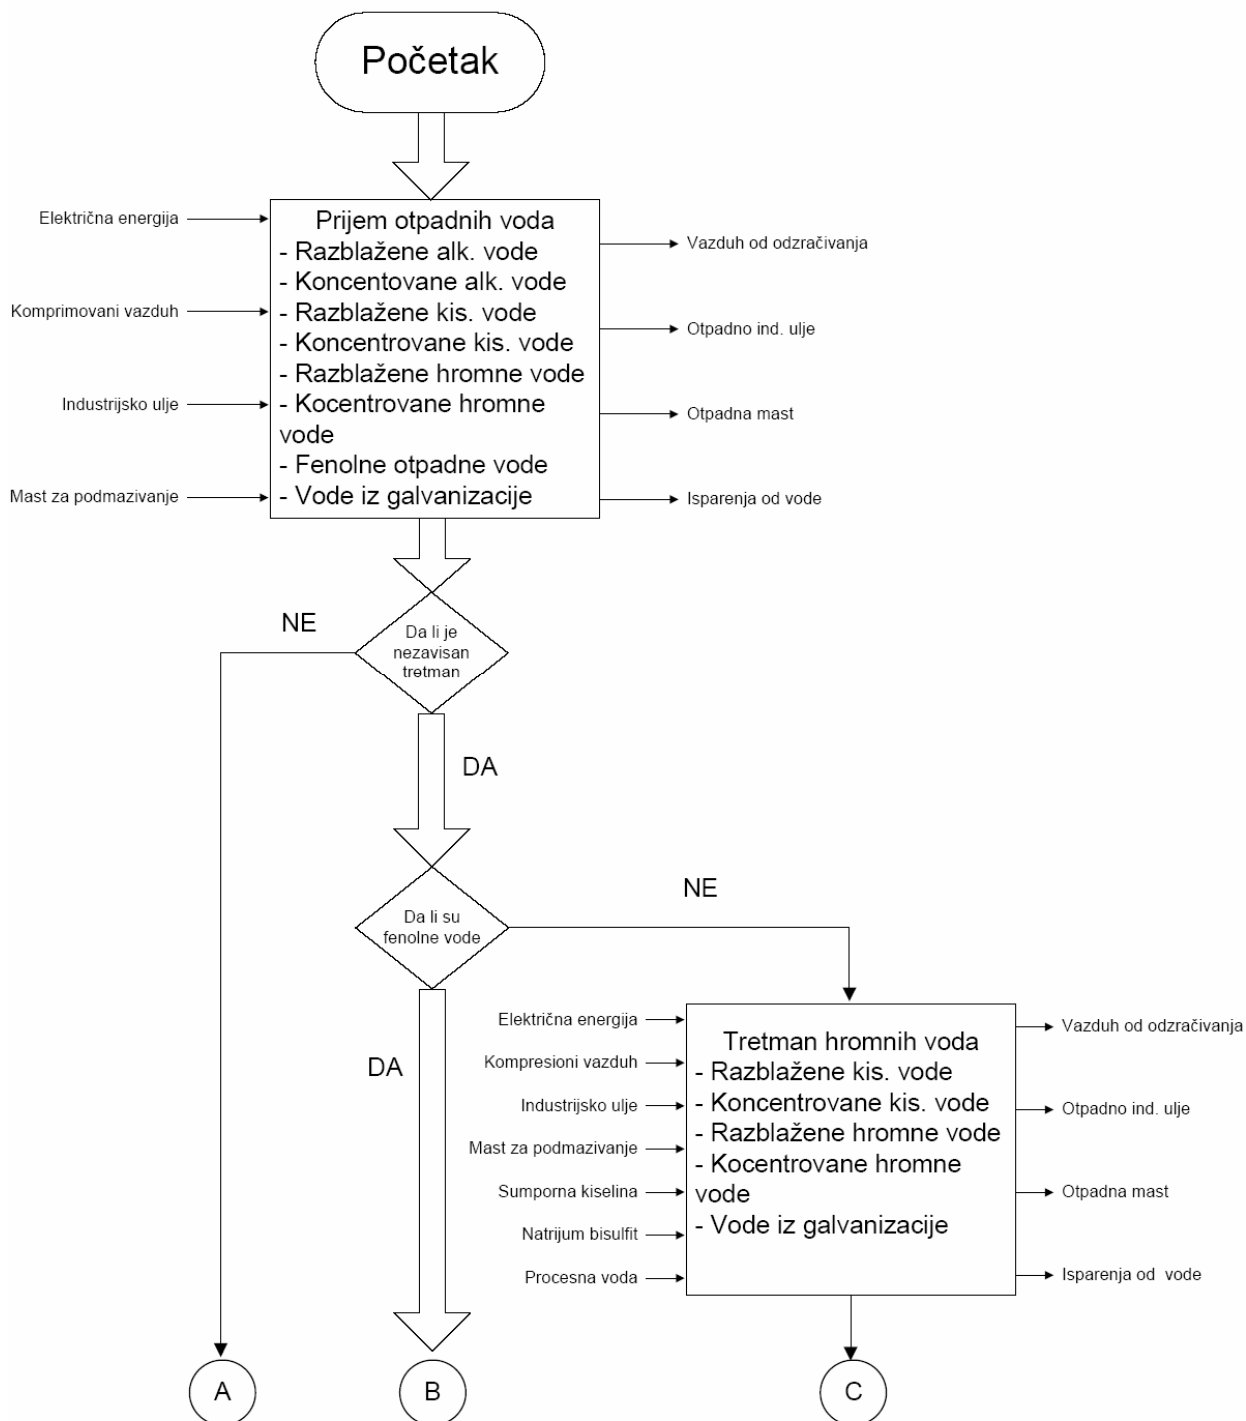 Početak
Električna energija
Komprimovani vazduh
Industrijsko ulje
Mast za podmazivanje
Prijem otpadnih voda
- Razblažene alk. vode
- Koncentovane alk. vode
- Razblažene kis. vode
- Koncentrovane kis. vode
- Razblažene hromne vode
- Kocentrovane hromne
vode
- Fenolne otpadne vode
- Vode iz galvanizacije
Vazduh od odzračivanja
Otpadno ind. ulje
Otpadna mast
Isparenja od vode
NE
Da li je
nezavisan
tretman
DA
Da li su
fenolne vode
NE
DA
Električna energija
Kompresioni vazduh
Industrijsko ulje
Mast za podmazivanje
Sumporna kiselina
Natrijum bisulfit
Procesna voda
Tretman hromnih voda
- Razblažene kis. vode
- Koncentrovane kis. vode
- Razblažene hromne vode
- Kocentrovane hromne
vode
- Vode iz galvanizacije
Vazduh od odzračivanja
Otpadno ind. ulje
Otpadna mast
Isparenja od vode
A
B
C